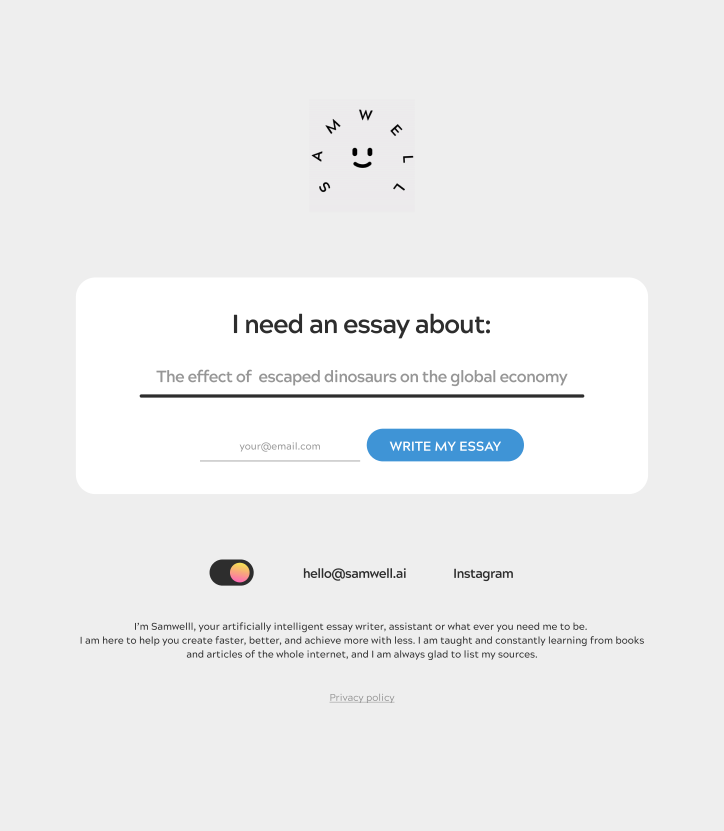 SAMWELL
I need an essay about:
The effect of  escaped dinosaurs on the global economy
your@email.com WRITE MY ESSAY
hello@samwell.ai Instagram
I'm Samwelll, your artificially intelligent essay writer, assistant or what ever you need me to be.
I am here to help you create faster, better, and achieve more with less. I am taught and constantly learning from books
and articles of the whole internet, and I am always glad to list my sources.
Privacy policy